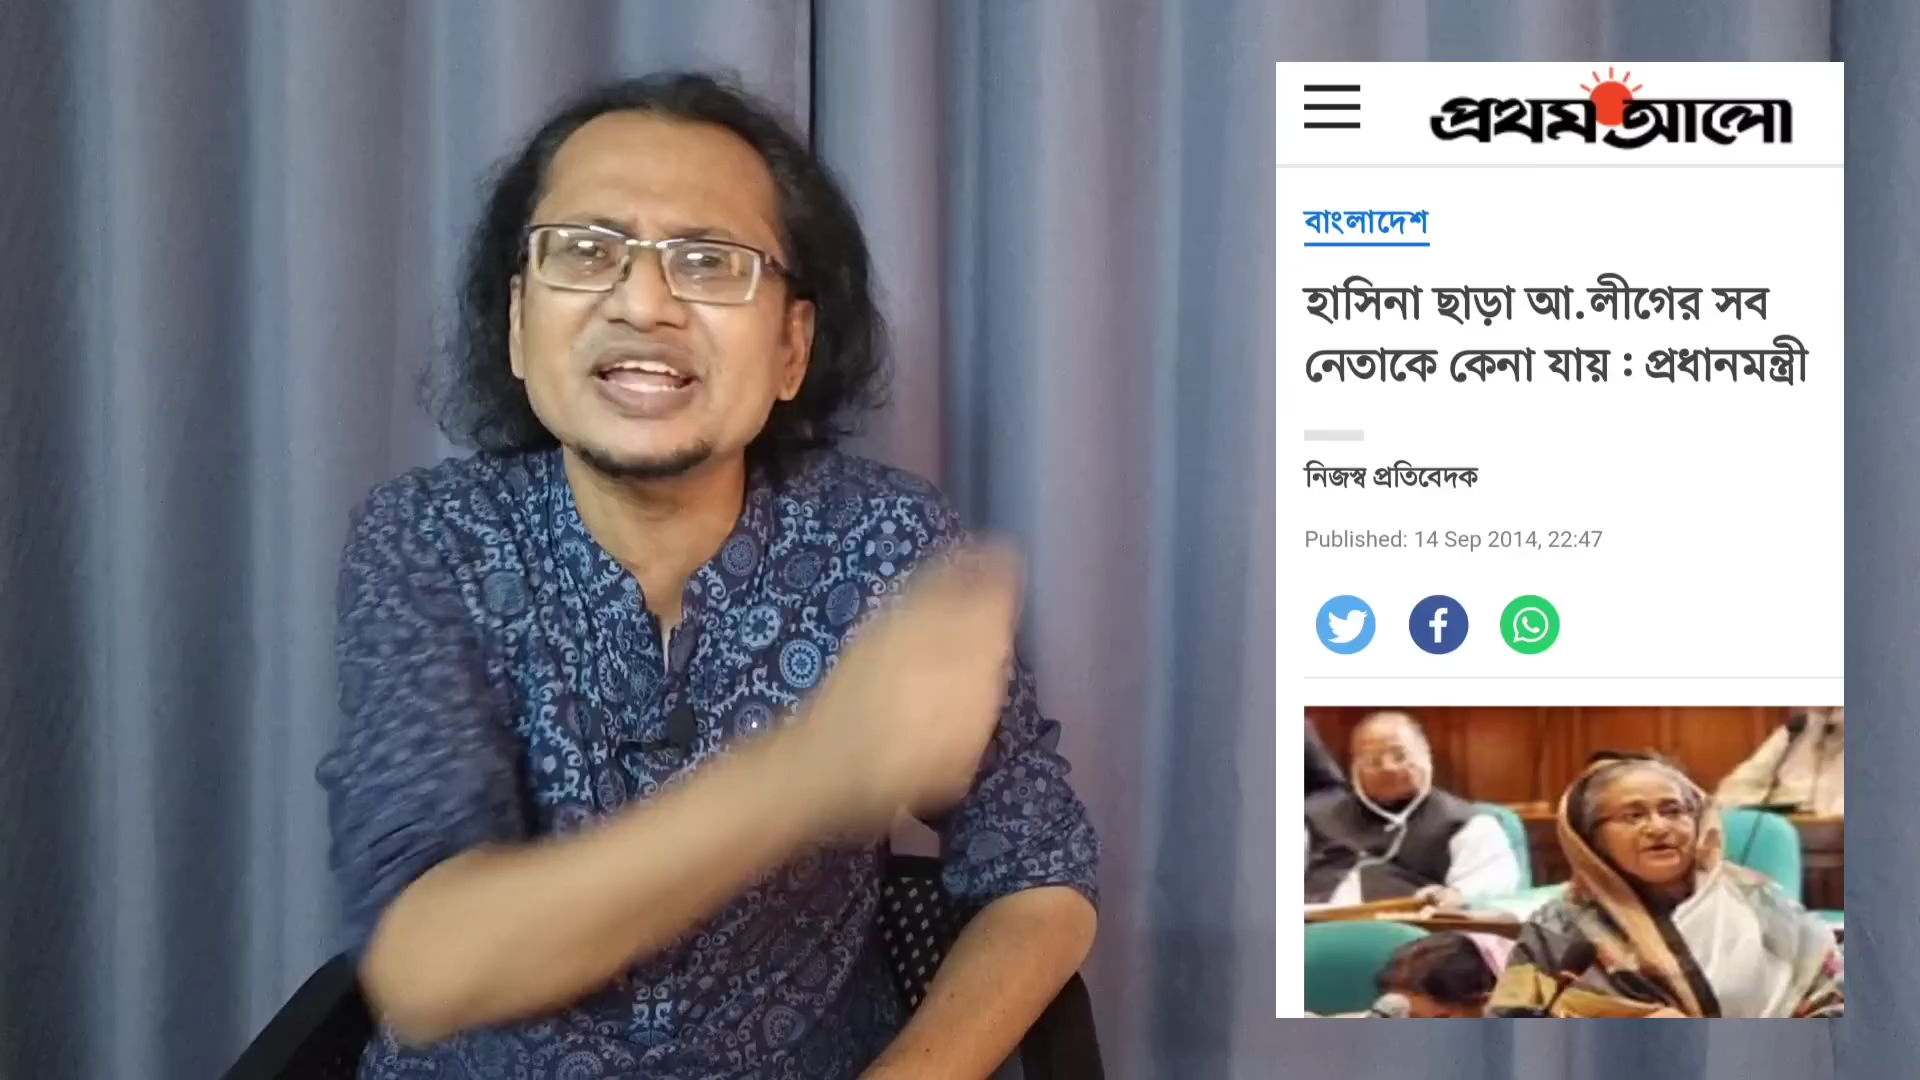 প্রথম আলো
বাংলাদেশ
হাসিনা ছাড়া আ.লীগের সব
নেতাকে কেনা যায় : প্রধানমন্ত্রী
নিজস্ব প্রতিবেদক
Published: 14 Sep 2014, 22:47